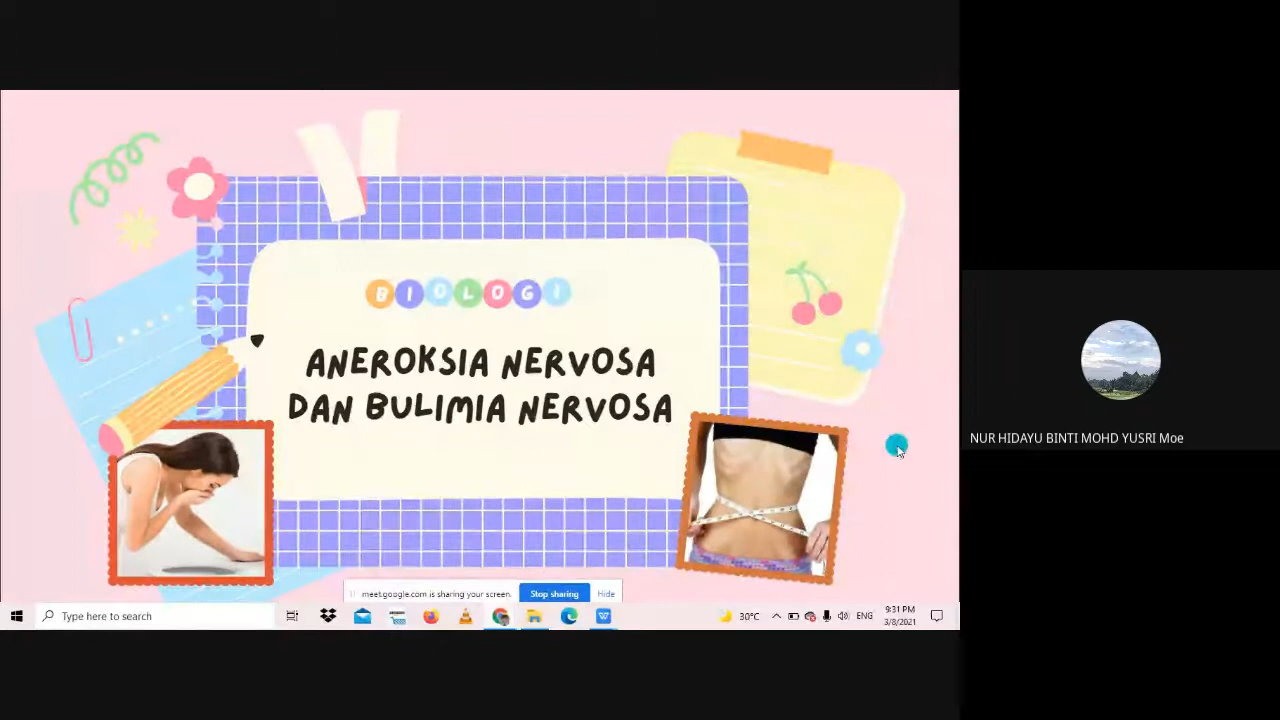 BIOLOGI
ANEROKSIA NERVOSA
DAN BULIMIA NERVOSA
NUR HIDAYU BINTI MOHD YUSRI Moe
meet.google.com is sharing your screen.
Stop sharing
Hide
Type here to search
30°C
ENG
9:31 PM
3/8/2021